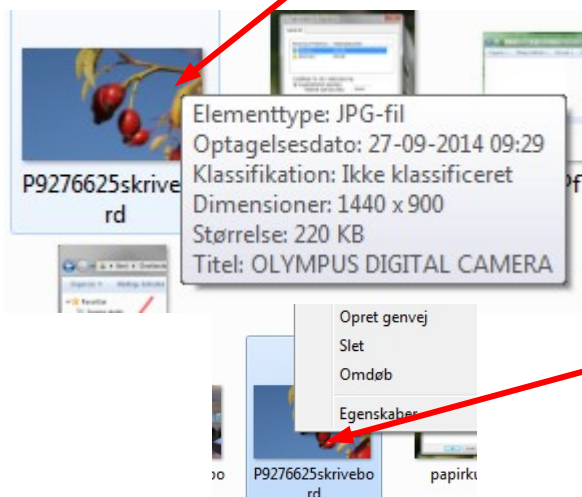 Elementtype: JPG-fil
Optagelsesdato: 27-09-2014 09:29
Klassifikation: Ikke klassificeret
Dimensioner: 1440 x 900
Størrelse: 220 KB
Titel: OLYMPUS DIGITAL CAMERA
P9276625skrive
rd
Opret genvej
Slet
Omdøb
Egenskaber
P9276625skrivebo
rd
papirku